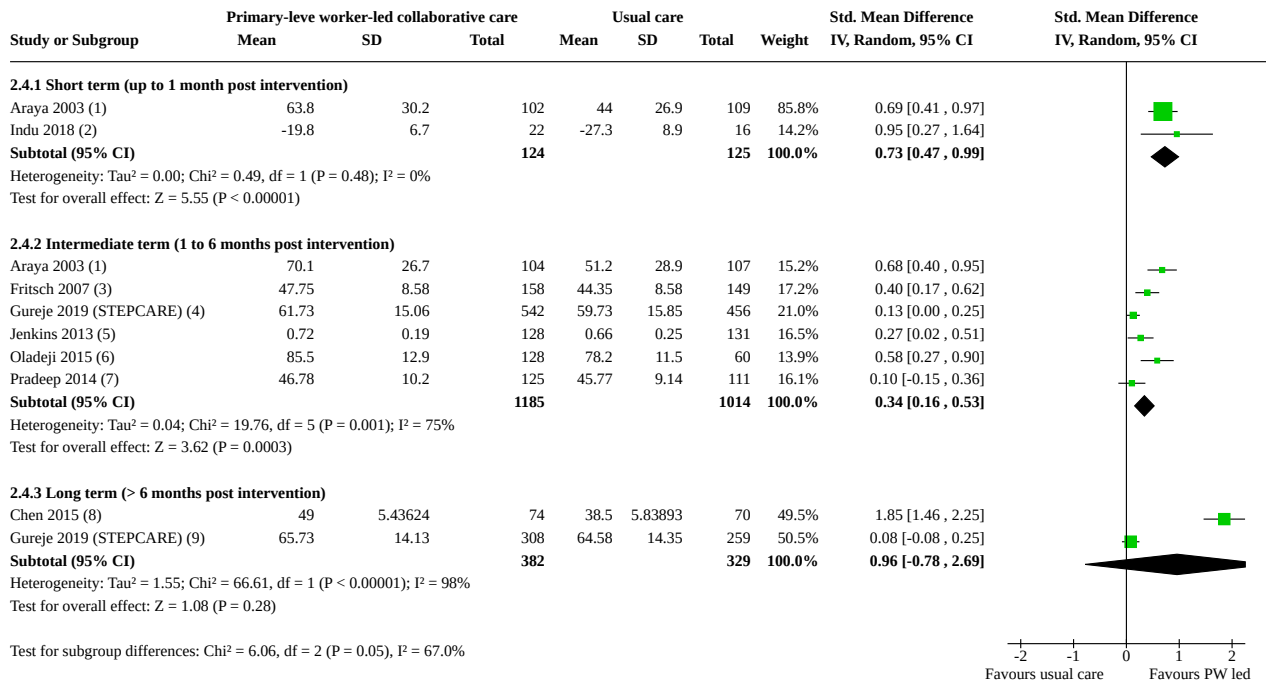 Primary-leve worker-led collaborative care Usual care Std. Mean Difference Std. Mean Difference
Study or Subgroup Mean SD Total Mean SD Total Weight IV, Random, 95% CI IV, Random, 95% CI
2.4.1 Short term (up to 1 month post intervention)
Araya 2003 (1) 63.8 30.2 102 44 26.9 109 85.8% 0.69 [0.41 , 0.97]
Indu 2018 (2) -19.8 6.7 22 -27.3 8.9 16 14.2% 0.95 [0.27 , 1.64]
Subtotal (95% CI) 124 125 100.0% 0.73 [0.47 , 0.99]
Heterogeneity: Tau² = 0.00; Chi² = 0.49, df = 1 (P = 0.48); I² = 0%
Test for overall effect: Z = 5.55 (P < 0.00001)
2.4.2 Intermediate term (1 to 6 months post intervention)
Araya 2003 (1) 70.1 26.7 104 51.2 28.9 107 15.2% 0.68 [0.40 , 0.95]
Fritsch 2007 (3) 47.75 8.58 158 44.35 8.58 149 17.2% 0.40 [0.17 , 0.62]
Gureje 2019 (STEPCARE) (4) 61.73 15.06 542 59.73 15.85 456 21.0% 0.13 [0.00 , 0.25]
Jenkins 2013 (5) 0.72 0.19 128 0.66 0.25 131 16.5% 0.27 [0.02 , 0.51]
Oladeji 2015 (6) 85.5 12.9 128 78.2 11.5 60 13.9% 0.58 [0.27 , 0.90]
Pradeep 2014 (7) 46.78 10.2 125 45.77 9.14 111 16.1% 0.10 [-0.15 , 0.36]
Subtotal (95% CI) 1185 1014 100.0% 0.34 [0.16 , 0.53]
Heterogeneity: Tau² = 0.04; Chi² = 19.76, df = 5 (P = 0.001); I² = 75%
Test for overall effect: Z = 3.62 (P = 0.0003)
2.4.3 Long term (> 6 months post intervention)
Chen 2015 (8) 49 5.43624 74 38.5 5.83893 70 49.5% 1.85 [1.46 , 2.25]
Gureje 2019 (STEPCARE) (9) 65.73 14.13 308 64.58 14.35 259 50.5% 0.08 [-0.08 , 0.25]
Subtotal (95% CI) 382 329 100.0% 0.96 [-0.78 , 2.69]
Heterogeneity: Tau² = 1.55; Chi² = 66.61, df = 1 (P < 0.00001); I² = 98%
Test for overall effect: Z = 1.08 (P = 0.28)
Test for subgroup differences: Chi² = 6.06, df = 2 (P = 0.05), I² = 67.0%
-2 -1 0 1 2
Favours usual care Favours PW led